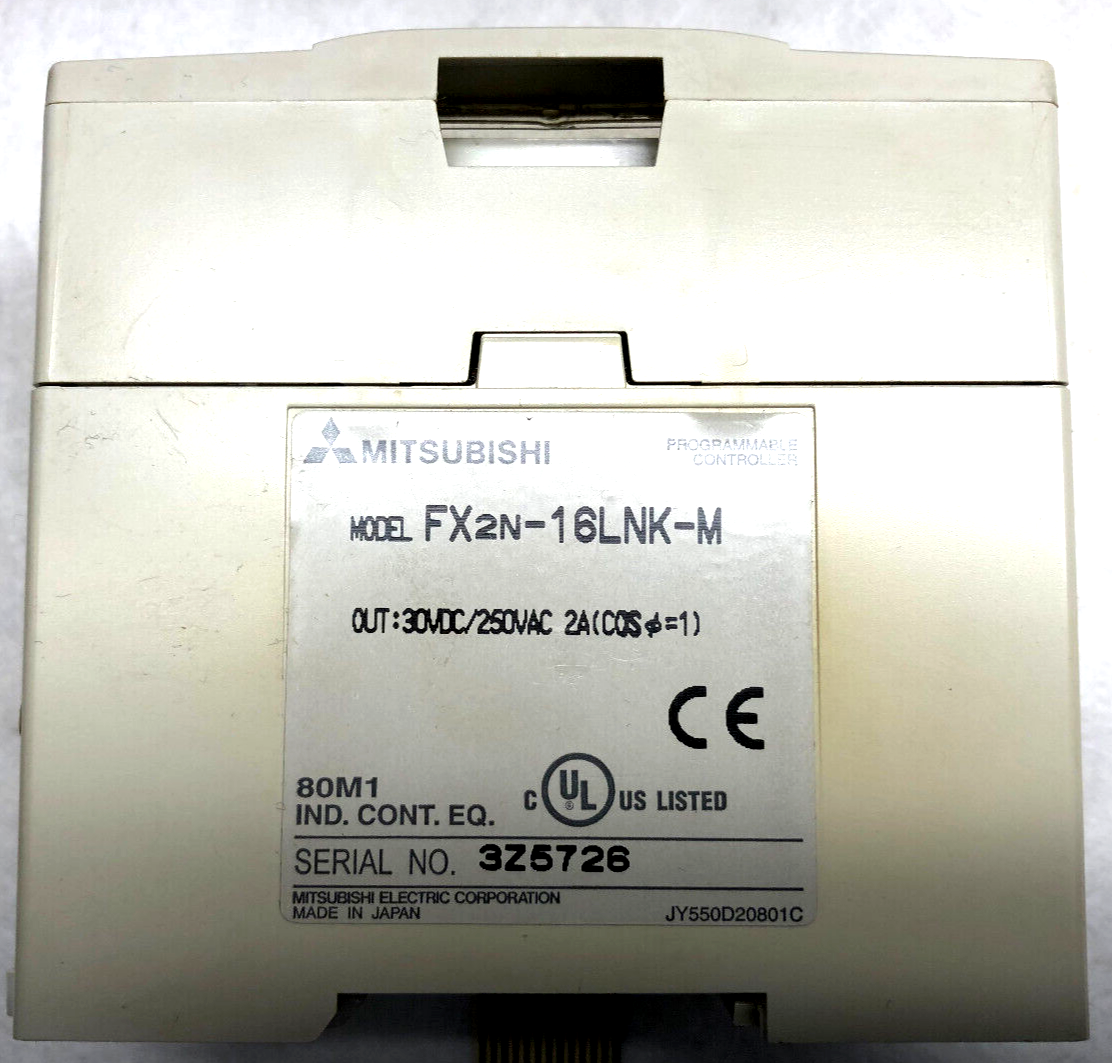 MITSUBISHI
PROGRAMMABLE
CONTROLLER
MODEL FX2N-16LNK-M
OUT:30VDC/250VAC 2A(COSφ=1)
CE
80M1
IND. CONT. EQ.
C UL US LISTED
SERIAL NO. 3Z5726
MITSUBISHI ELECTRIC CORPORATION
MADE IN JAPAN
JY550D20801C